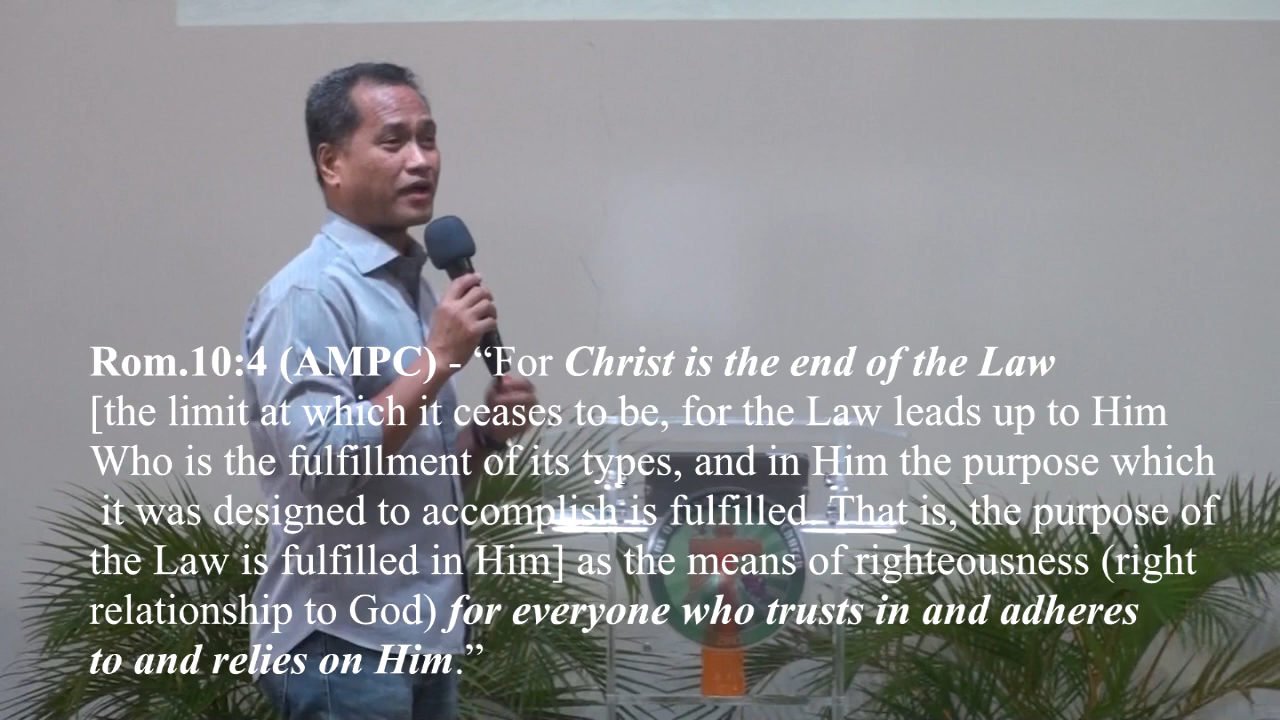 Rom.10:4 (AMPC) - “For Christ is the end of the Law
[the limit at which it ceases to be, for the Law leads up to Him
Who is the fulfillment of its types, and in Him the purpose which
it was designed to accomplish is fulfilled. That is, the purpose of
the Law is fulfilled in Him] as the means of righteousness (right
relationship to God) for everyone who trusts in and adheres
to and relies on Him.”